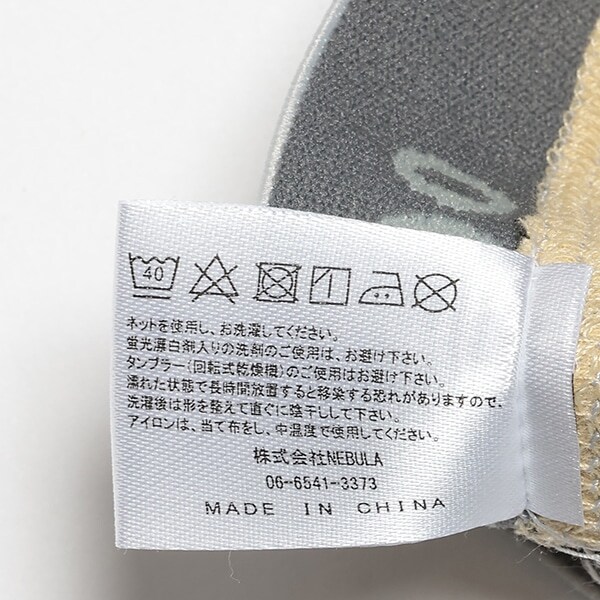 40
ネットを使用し、お洗濯してください。
蛍光漂白剤入りの洗剤のご使用は、お避け下さい。
タンブラー(回転式乾燥機)のご使用はお避け下さい。
濡れた状態で長時間放置すると移染する恐れがありますので、
洗濯後は形を整えて直ぐに陰干しして下さい。
アイロンは、当て布をし、中温度で使用してください。
株式会社NEBULA
06-6541-3373
MADE IN CHINA